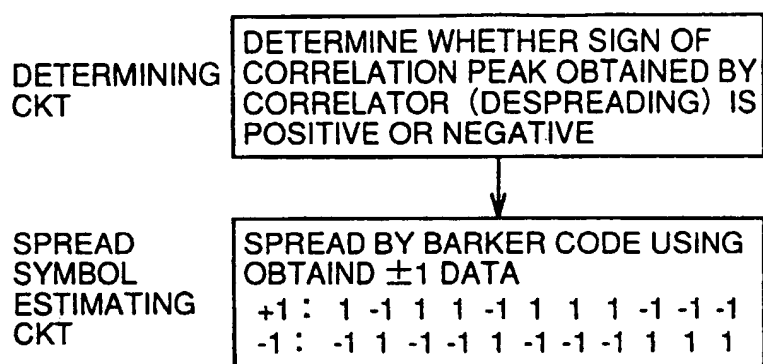 DETERMINING
CKT
DETERMINE WHETHER SIGN OF
CORRELATION PEAK OBTAINED BY
CORRELATOR (DESPREADING) IS
POSITIVE OR NEGATIVE
SPREAD
SYMBOL
ESTIMATING
CKT
SPREAD BY BARKER CODE USING
OBTAIND ±1 DATA
+1 : 1 -1 1 1 -1 1 1 1 -1 -1 -1
-1 : -1 1 -1 -1 1 -1 -1 -1 1 1 1